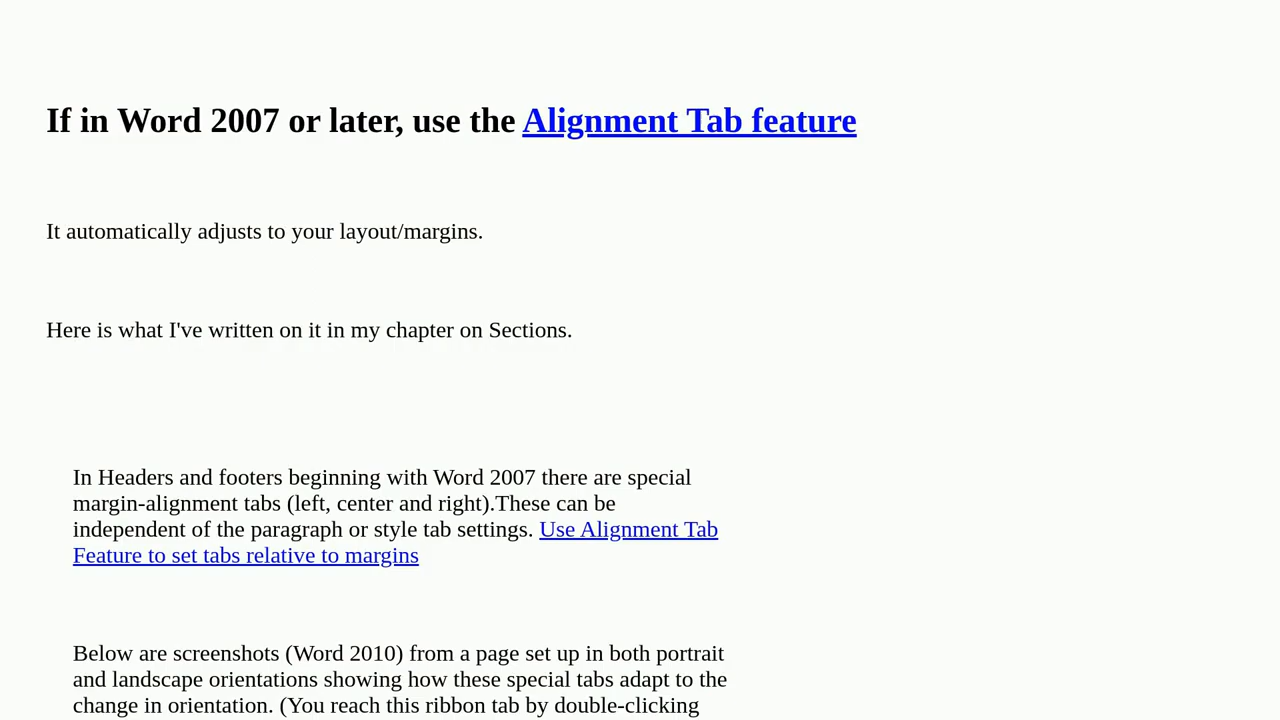 If in Word 2007 or later, use the Alignment Tab feature
It automatically adjusts to your layout/margins.
Here is what I've written on it in my chapter on Sections.
In Headers and footers beginning with Word 2007 there are special
margin-alignment tabs (left, center and right).These can be
independent of the paragraph or style tab settings. Use Alignment Tab
Feature to set tabs relative to margins
Below are screenshots (Word 2010) from a page set up in both portrait
and landscape orientations showing how these special tabs adapt to the
change in orientation. (You reach this ribbon tab by double-clicking